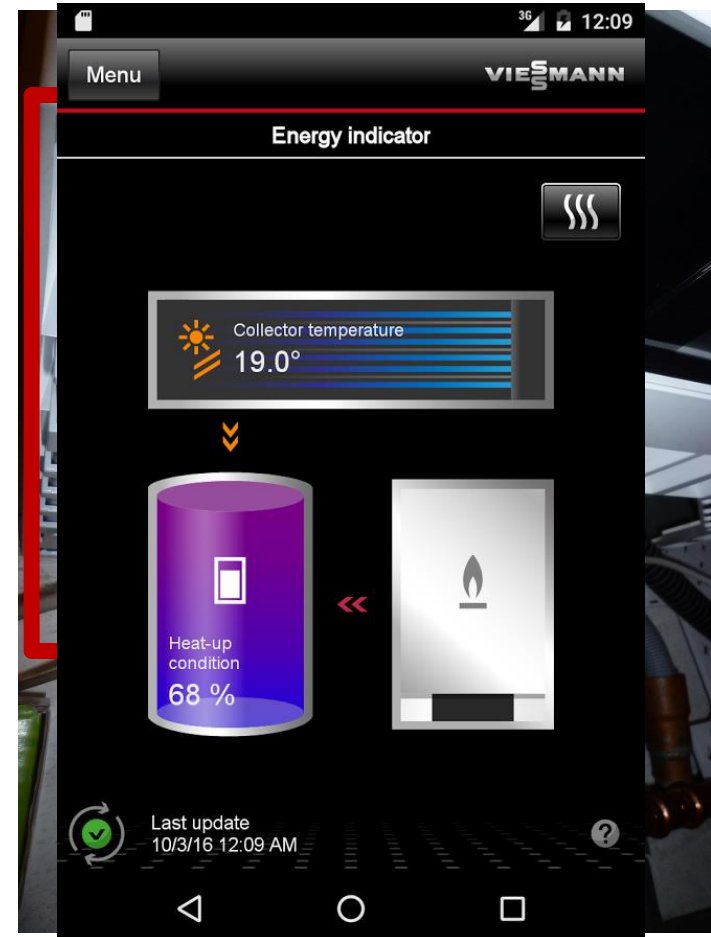 3G 12:09
Menu
VIESSMANN
Energy indicator
Collector temperature
19.0°
Heat-up
condition
68 %
Last update
10/3/16 12:09 AM
?